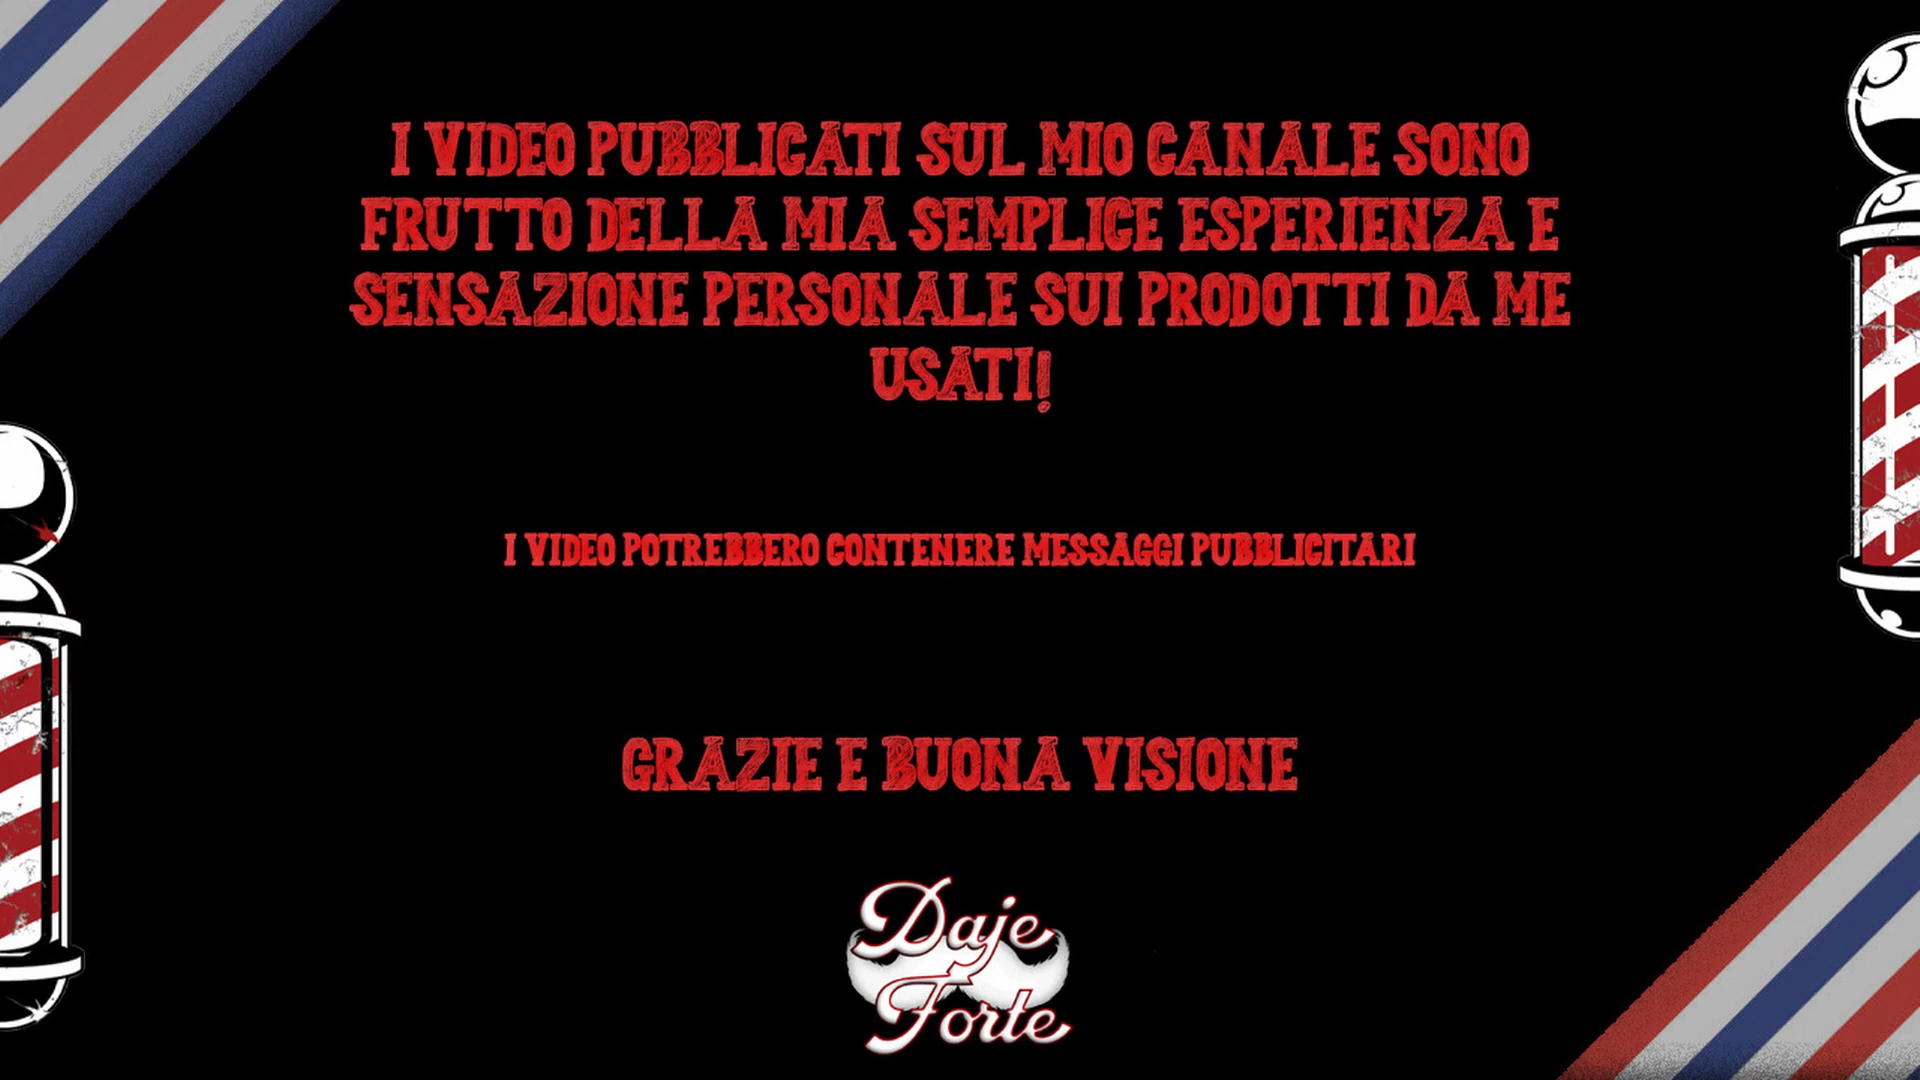 I VIDEO PUBBLICATI SUL MIO CANALE SONO
FRUTTO DELLA MIA SEMPLICE ESPERIENZA E
SENSAZIONE PERSONALE SUI PRODOTTI DA ME
USATI!
I VIDEO POTREBBERO CONTENERE MESSAGGI PUBBLICITARI
GRAZIE E BUONA VISIONE
Daje
Forte